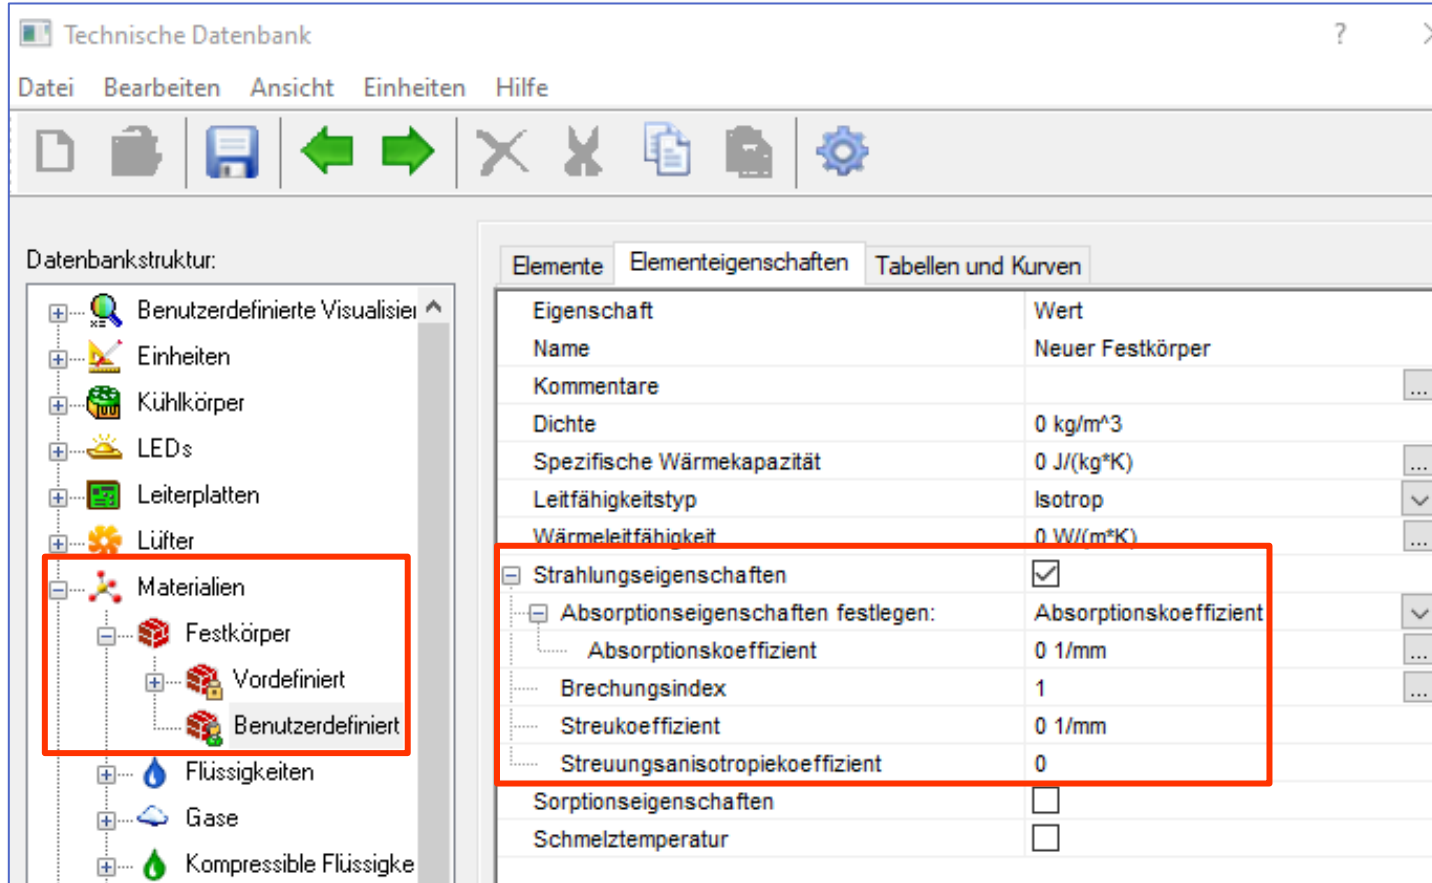 Technische Datenbank
?
Datei Bearbeiten Ansicht Einheiten Hilfe
Datenbankstruktur:
Benutzerdefinierte Visualisier
Einheiten
Kühlkörper
LEDs
Leiterplatten
Lüfter
Materialien
Festkörper
Vordefiniert
Benutzerdefiniert
Flüssigkeiten
Gase
Kompressible Flüssigke
Elemente Elementeigenschaften Tabellen und Kurven
Eigenschaft Wert
Name Neuer Festkörper
Kommentare ...
Dichte 0 kg/m^3
Spezifische Wärmekapazität 0 J/(kg*K) ...
Leitfähigkeitstyp Isotrop
Wärmeleitfähigkeit 0 W/(m*K) ...
Strahlungseigenschaften
Absorptionseigenschaften festlegen: Absorptionskoeffizient
Absorptionskoeffizient 0 1/mm ...
Brechungsindex 1 ...
Streukoeffizient 0 1/mm
Streuungsanisotropiekoeffizient 0
Sorptionseigenschaften
Schmelztemperatur